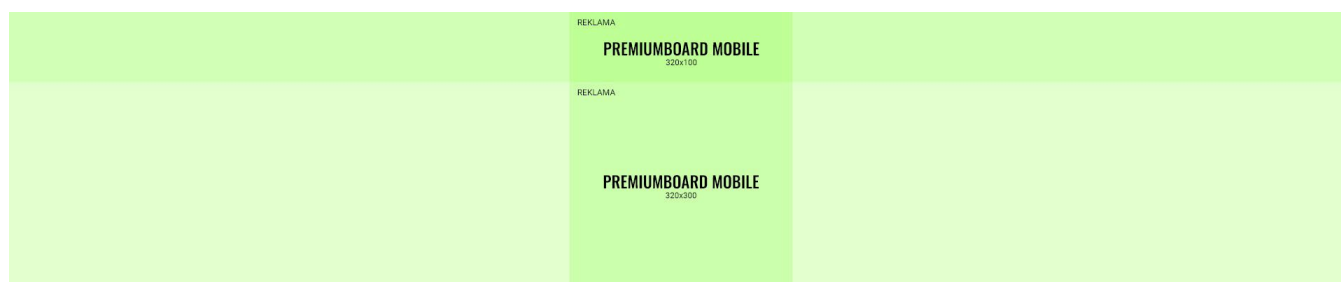 REKLAMA
PREMIUMBOARD MOBILE
320x100
REKLAMA
PREMIUMBOARD MOBILE
320x300